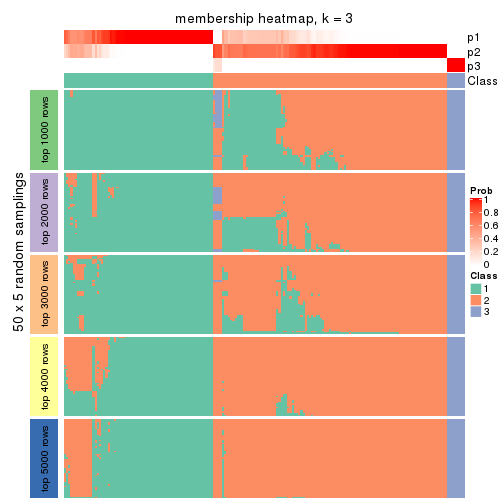 membership heatmap, k = 3
p1
p2
p3
Class
50 x 5 random samplings
top 1000 rows
top 2000 rows
top 3000 rows
top 4000 rows
top 5000 rows
Prob
1
0.8
0.6
0.4
0.2
0
Class
1
2
3